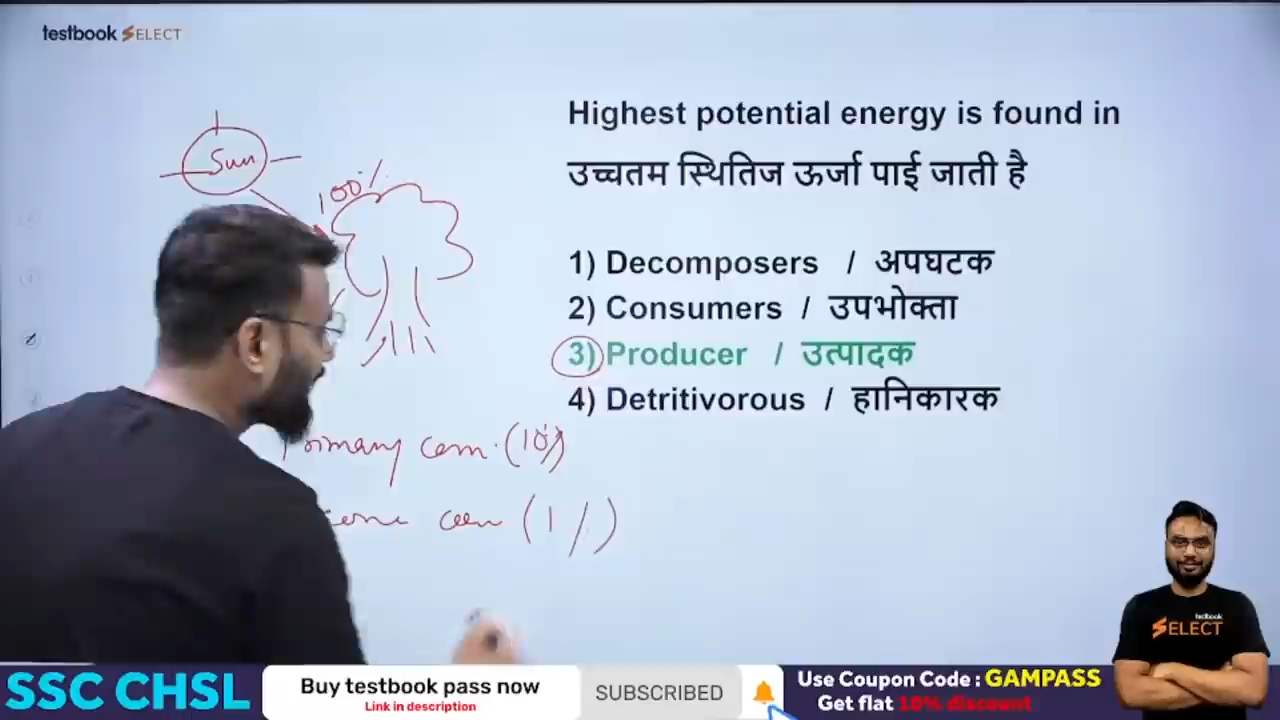 testbook SELECT
Highest potential energy is found in
उच्चतम स्थितिज ऊर्जा पाई जाती है
Sun
100%
1) Decomposers / अपघटक
2) Consumers / उपभोक्ता
3) Producer / उत्पादक
4) Detritivorous / हानिकारक
(10%)
(1%)
testbook
SELECT
SSC CHSL
Buy testbook pass now
Link in description
SUBSCRIBED
Use Coupon Code : GAMPASS
Get flat 10% discount